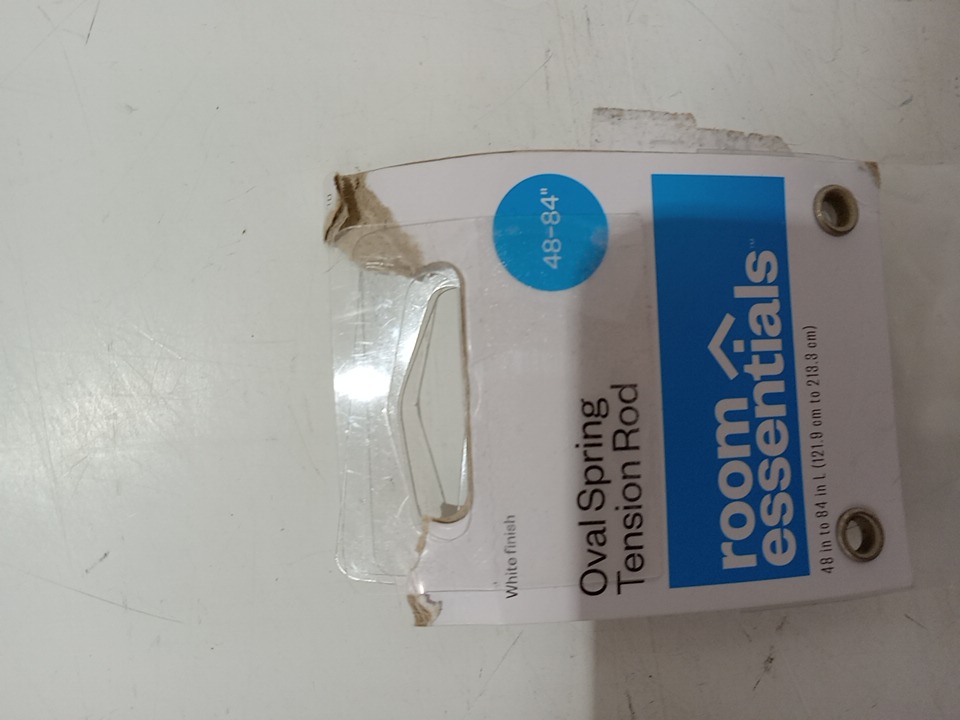 White finish
48-84"
Oval Spring
Tension Rod
room
essentials™
48 in to 84 in L (121.9 cm to 213.3 cm)